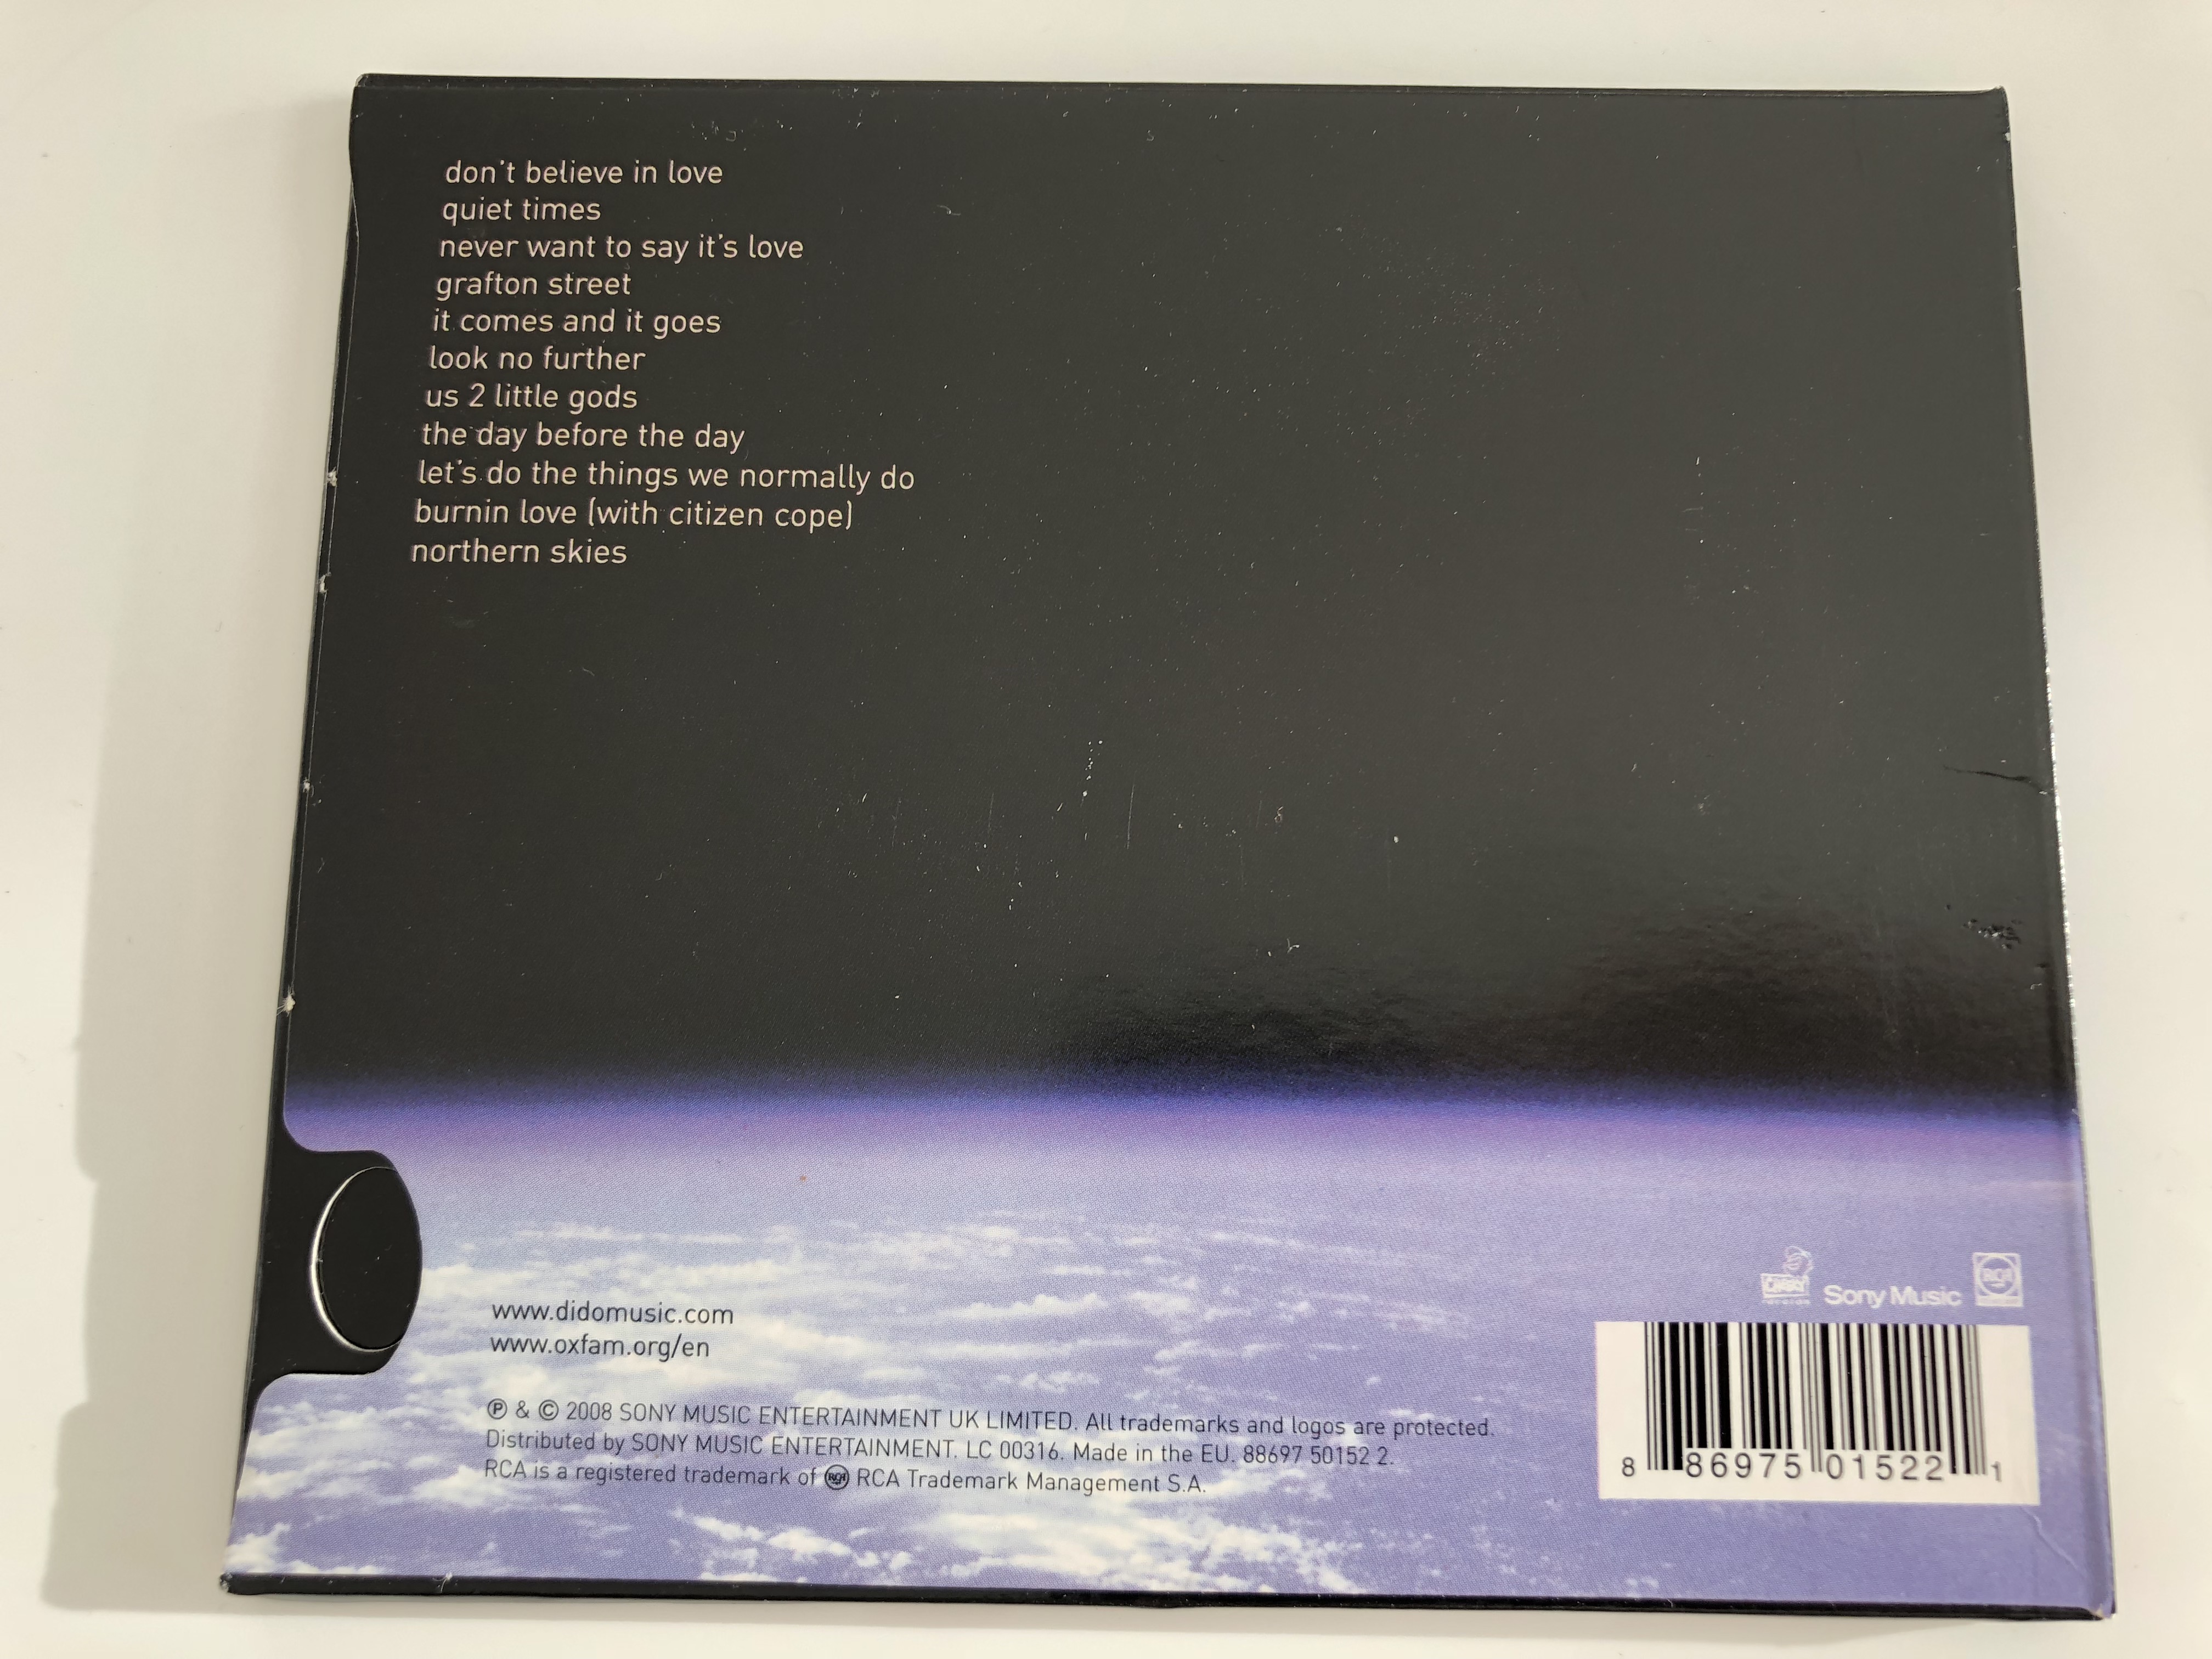 don't believe in love
quiet times
never want to say it's love
grafton street
it comes and it goes
look no further
us 2 little gods
the day before the day
let's do the things we normally do
burnin love (with citizen cope)
northern skies
www.didomusic.com
www.oxfam.org/en
℗ & © 2008 SONY MUSIC ENTERTAINMENT UK LIMITED. All trademarks and logos are protected.
Distributed by SONY MUSIC ENTERTAINMENT. LC 00316. Made in the EU. 88697 50152 2.
RCA is a registered trademark of RCA RCA Trademark Management S.A.
Sony Music RCA
8 86975 01522 1